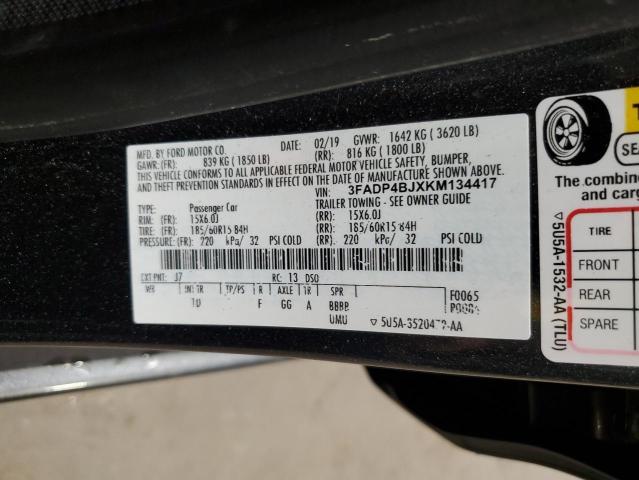 MFD. BY FORD MOTOR CO. DATE: 02/19 GVWR: 1642 KG ( 3620 LB)
GAWR: (FR): 839 KG ( 1850 LB) (RR): 816 KG ( 1800 LB)
THIS VEHICLE CONFORMS TO ALL APPLICABLE FEDERAL MOTOR VEHICLE SAFETY, BUMPER,
AND THEFT PREVENTION STANDARDS IN EFFECT ON THE DATE OF MANUFACTURE SHOWN ABOVE.
VIN: 3FADP4BJXKM134417
TYPE: Passenger Car TRAILER TOWING - SEE OWNER GUIDE
RIM: (FR): 15X6.0J (RR): 15X6.0J
TIRE: (FR): 185/60R15 84H (RR): 185/60R15 84H
PRESSURE: (FR): 220 kPa/ 32 PSI COLD (RR): 220 kPa/ 32 PSI COLD
EXT PNT: J7 RC: 13 DSO
WB INT TR TP/PS R AXLE TR SPR
F GG A BBBB
UMU
F0065
▽ 5U5A-1532-AA (TLU)
The combine
and carg
TIRE
FRONT
REAR
SPARE